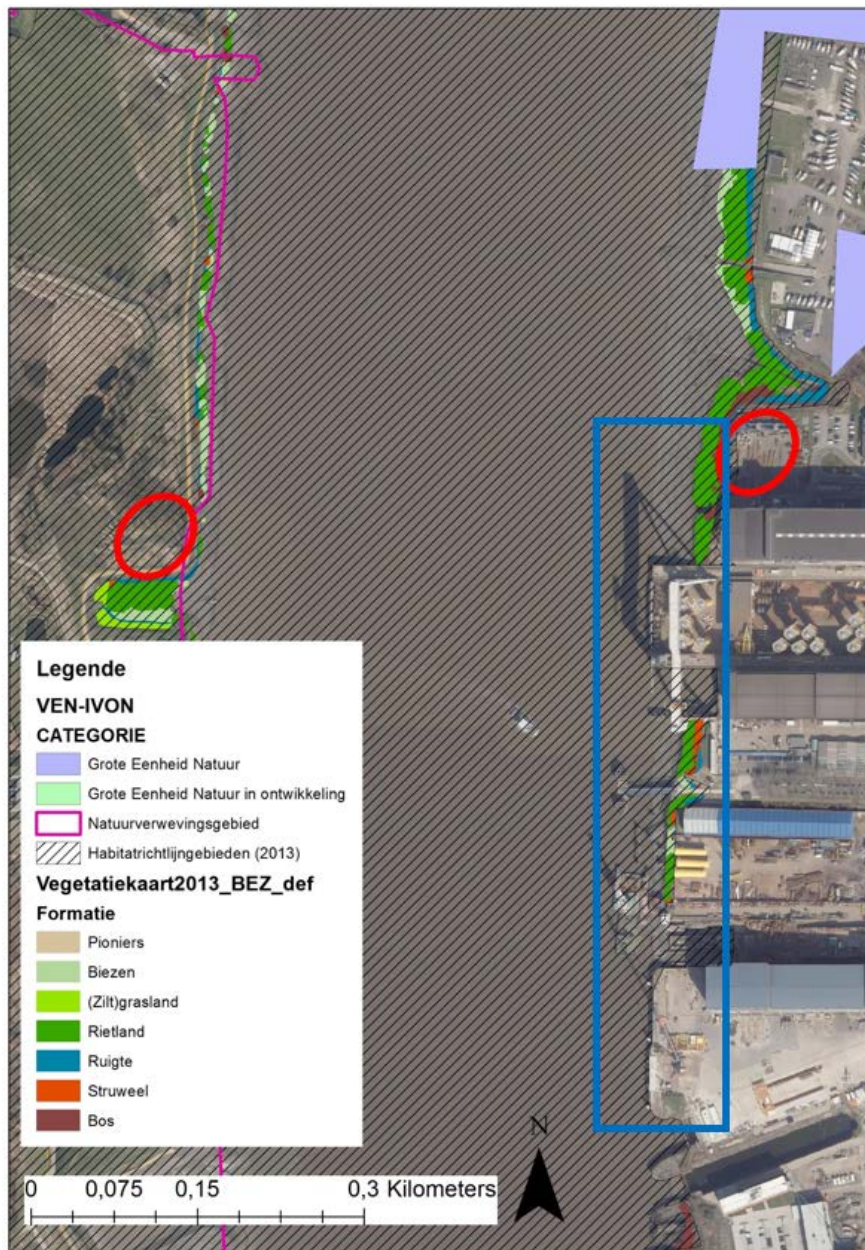 Legende
VEN-IVON
CATEGORIE
Grote Eenheid Natuur
Grote Eenheid Natuur in ontwikkeling
Natuurverwevingsgebied
Habitatrichtlijngebieden (2013)
Vegetatiekaart2013_BEZ_def
Formatie
Pioniers
Biezen
(Zilt)grasland
Rietland
Ruigte
Struweel
Bos
N
0 0,075 0,15 0,3 Kilometers